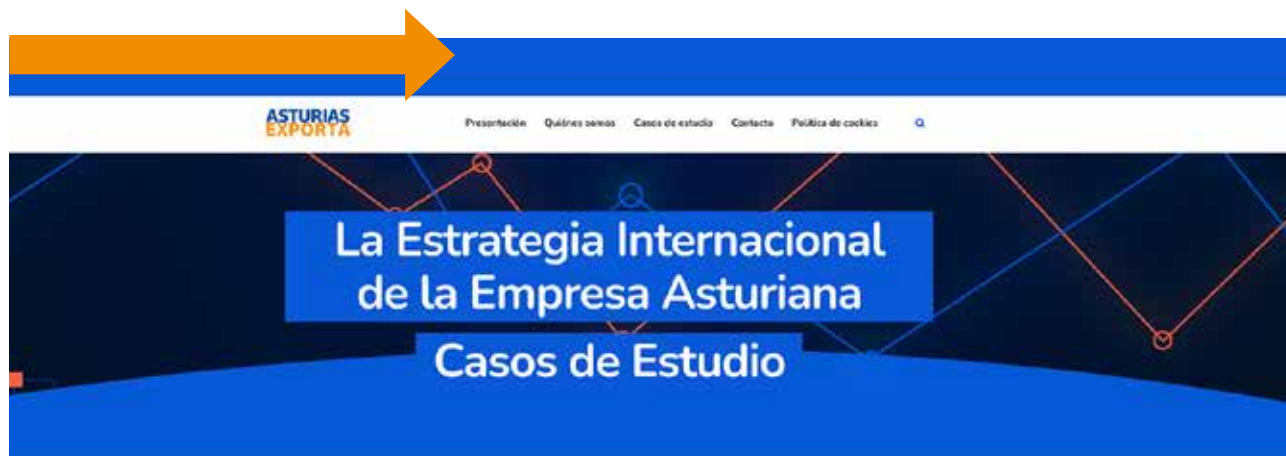 ASTURIAS
EXPORTA
Presentación Quiénes somos Casos de estudio Contacto Política de cookies
La Estrategia Internacional
de la Empresa Asturiana
Casos de Estudio